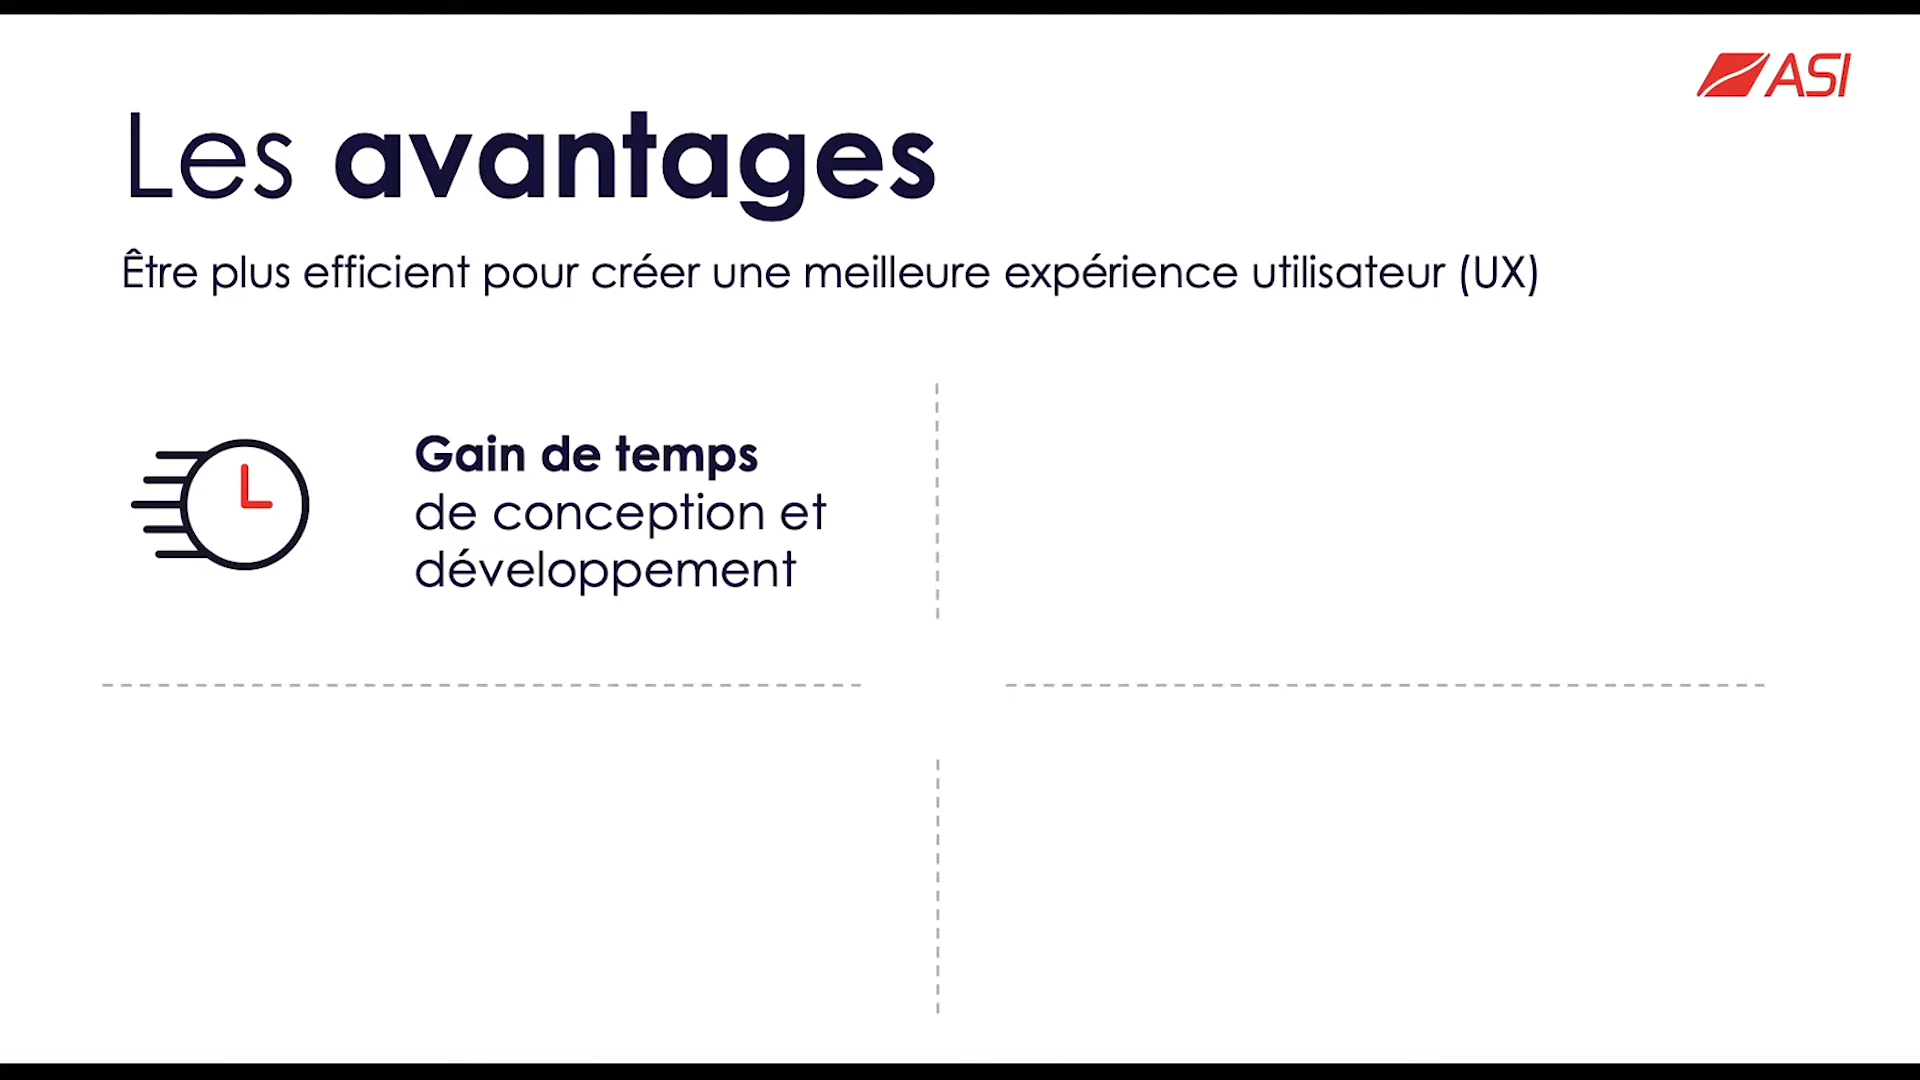 ASI
Les avantages
Être plus efficient pour créer une meilleure expérience utilisateur (UX)
Gain de temps
de conception et
développement